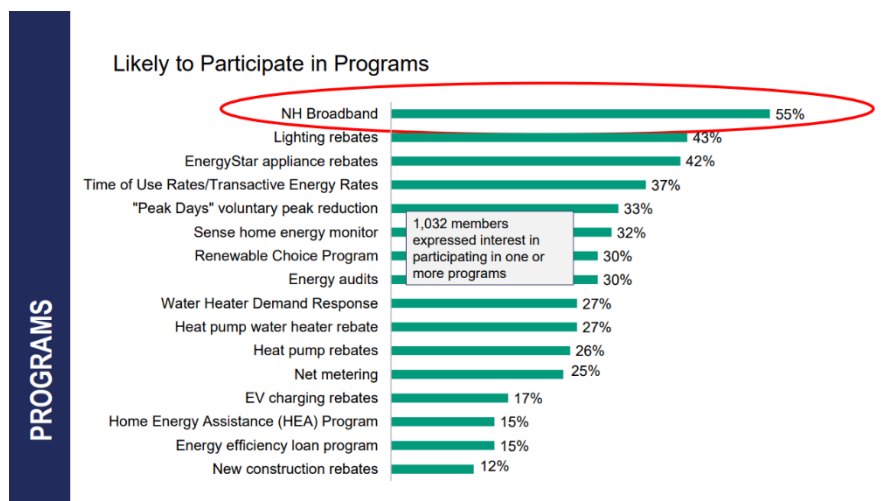 Likely to Participate in Programs
NH Broadband 55%
Lighting rebates 43%
EnergyStar appliance rebates 42%
Time of Use Rates/Transactive Energy Rates 37%
"Peak Days" voluntary peak reduction 33%
Sense home energy monitor 32%
Renewable Choice Program 30%
Energy audits 30%
1,032 members
expressed interest in
participating in one or
more programs
Water Heater Demand Response 27%
Heat pump water heater rebate 27%
Heat pump rebates 26%
Net metering 25%
EV charging rebates 17%
Home Energy Assistance (HEA) Program 15%
Energy efficiency loan program 15%
New construction rebates 12%
PROGRAMS